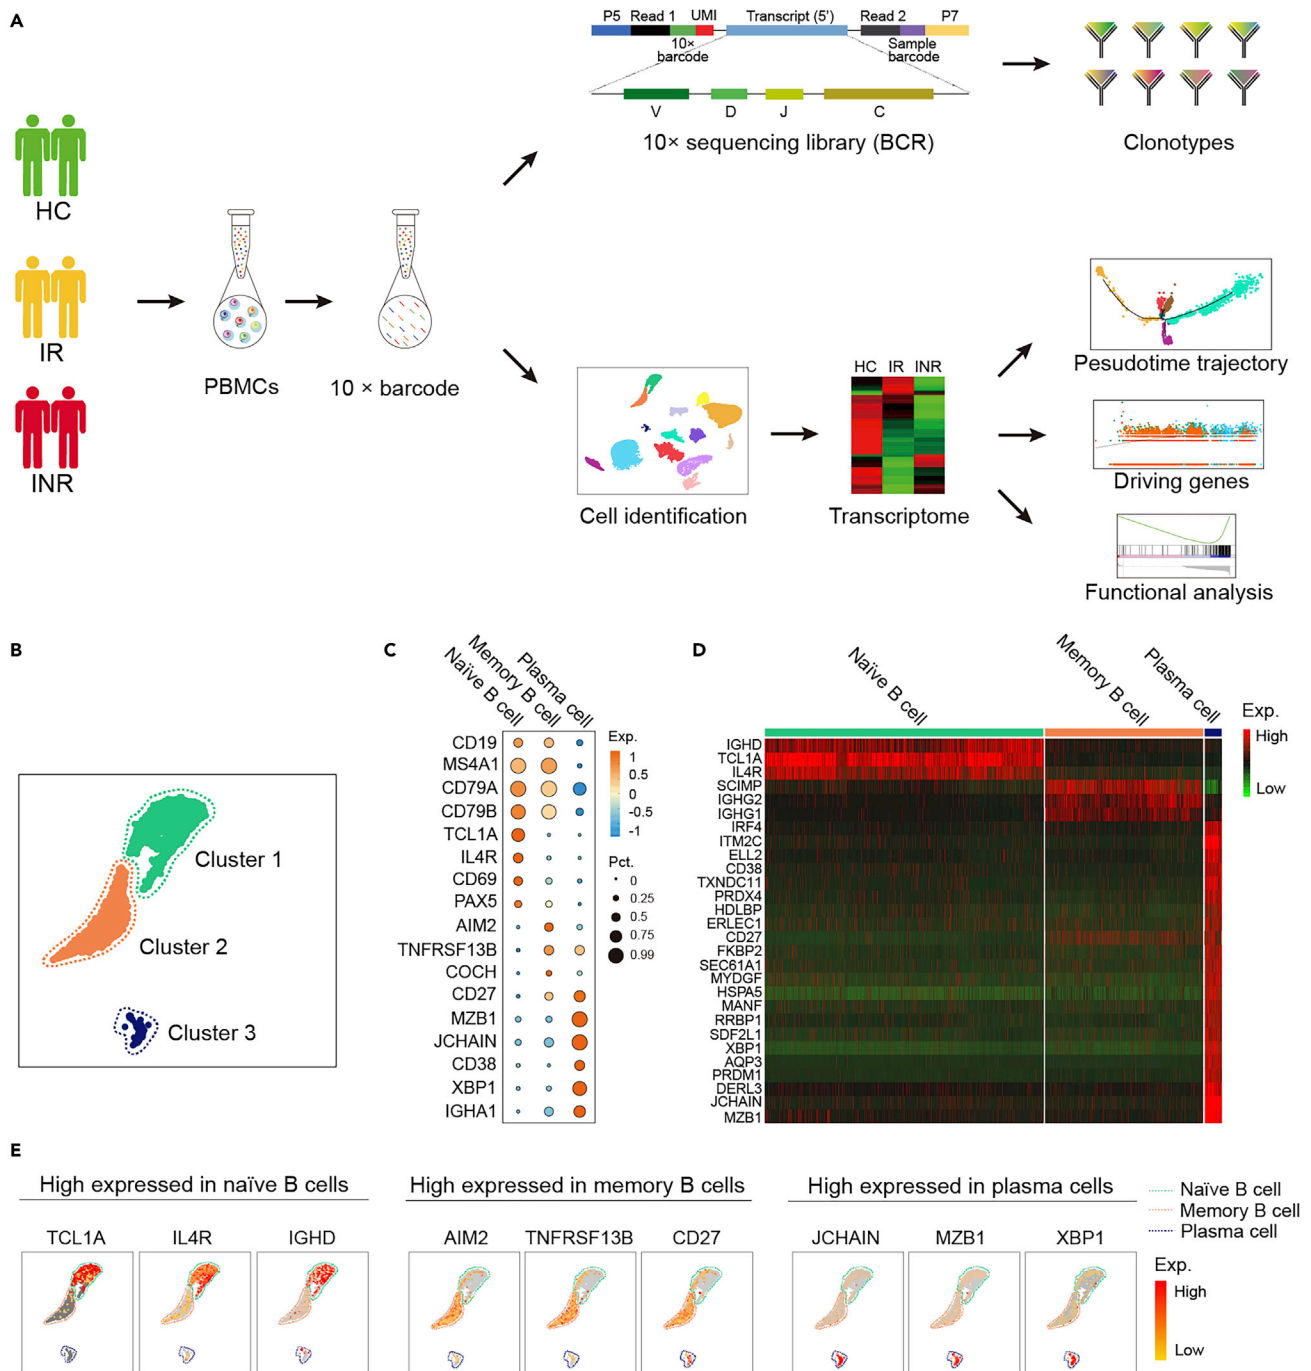 A
P5
Read 1
UMI
Transcript (5')
Read 2
P7
10×
barcode
Sample
barcode
V
D
J
C
10× sequencing library (BCR)
Clonotypes
HC
IR
INR
PBMCs
10 × barcode
Cell identification
HC
IR
INR
Transcriptome
Pesudotime trajectory
Driving genes
Functional analysis
B
Cluster 1
Cluster 2
Cluster 3
C
Naïve B cell
Memory B cell
Plasma cell
CD19
MS4A1
CD79A
CD79B
TCL1A
IL4R
CD69
PAX5
AIM2
TNFRSF13B
COCH
CD27
MZB1
JCHAIN
CD38
XBP1
IGHA1
Exp.
1
0.5
0
-0.5
-1
Pct.
0
0.25
0.5
0.75
0.99
D
Naïve B cell
Memory B cell
Plasma cell
IGHD
TCL1A
IL4R
SCIMP
IGHG2
IGHG1
IRF4
ITM2C
ELL2
CD38
TXNDC11
PRDX4
HDLBP
ERLEC1
CD27
FKBP2
SEC61A1
MYDGF
HSPA5
MANF
RRBP1
SDF2L1
XBP1
AQP3
PRDM1
DERL3
JCHAIN
MZB1
Exp.
High
Low
E
High expressed in naïve B cells
TCL1A
IL4R
IGHD
High expressed in memory B cells
AIM2
TNFRSF13B
CD27
High expressed in plasma cells
JCHAIN
MZB1
XBP1
Naïve B cell
Memory B cell
Plasma cell
Exp.
High
Low